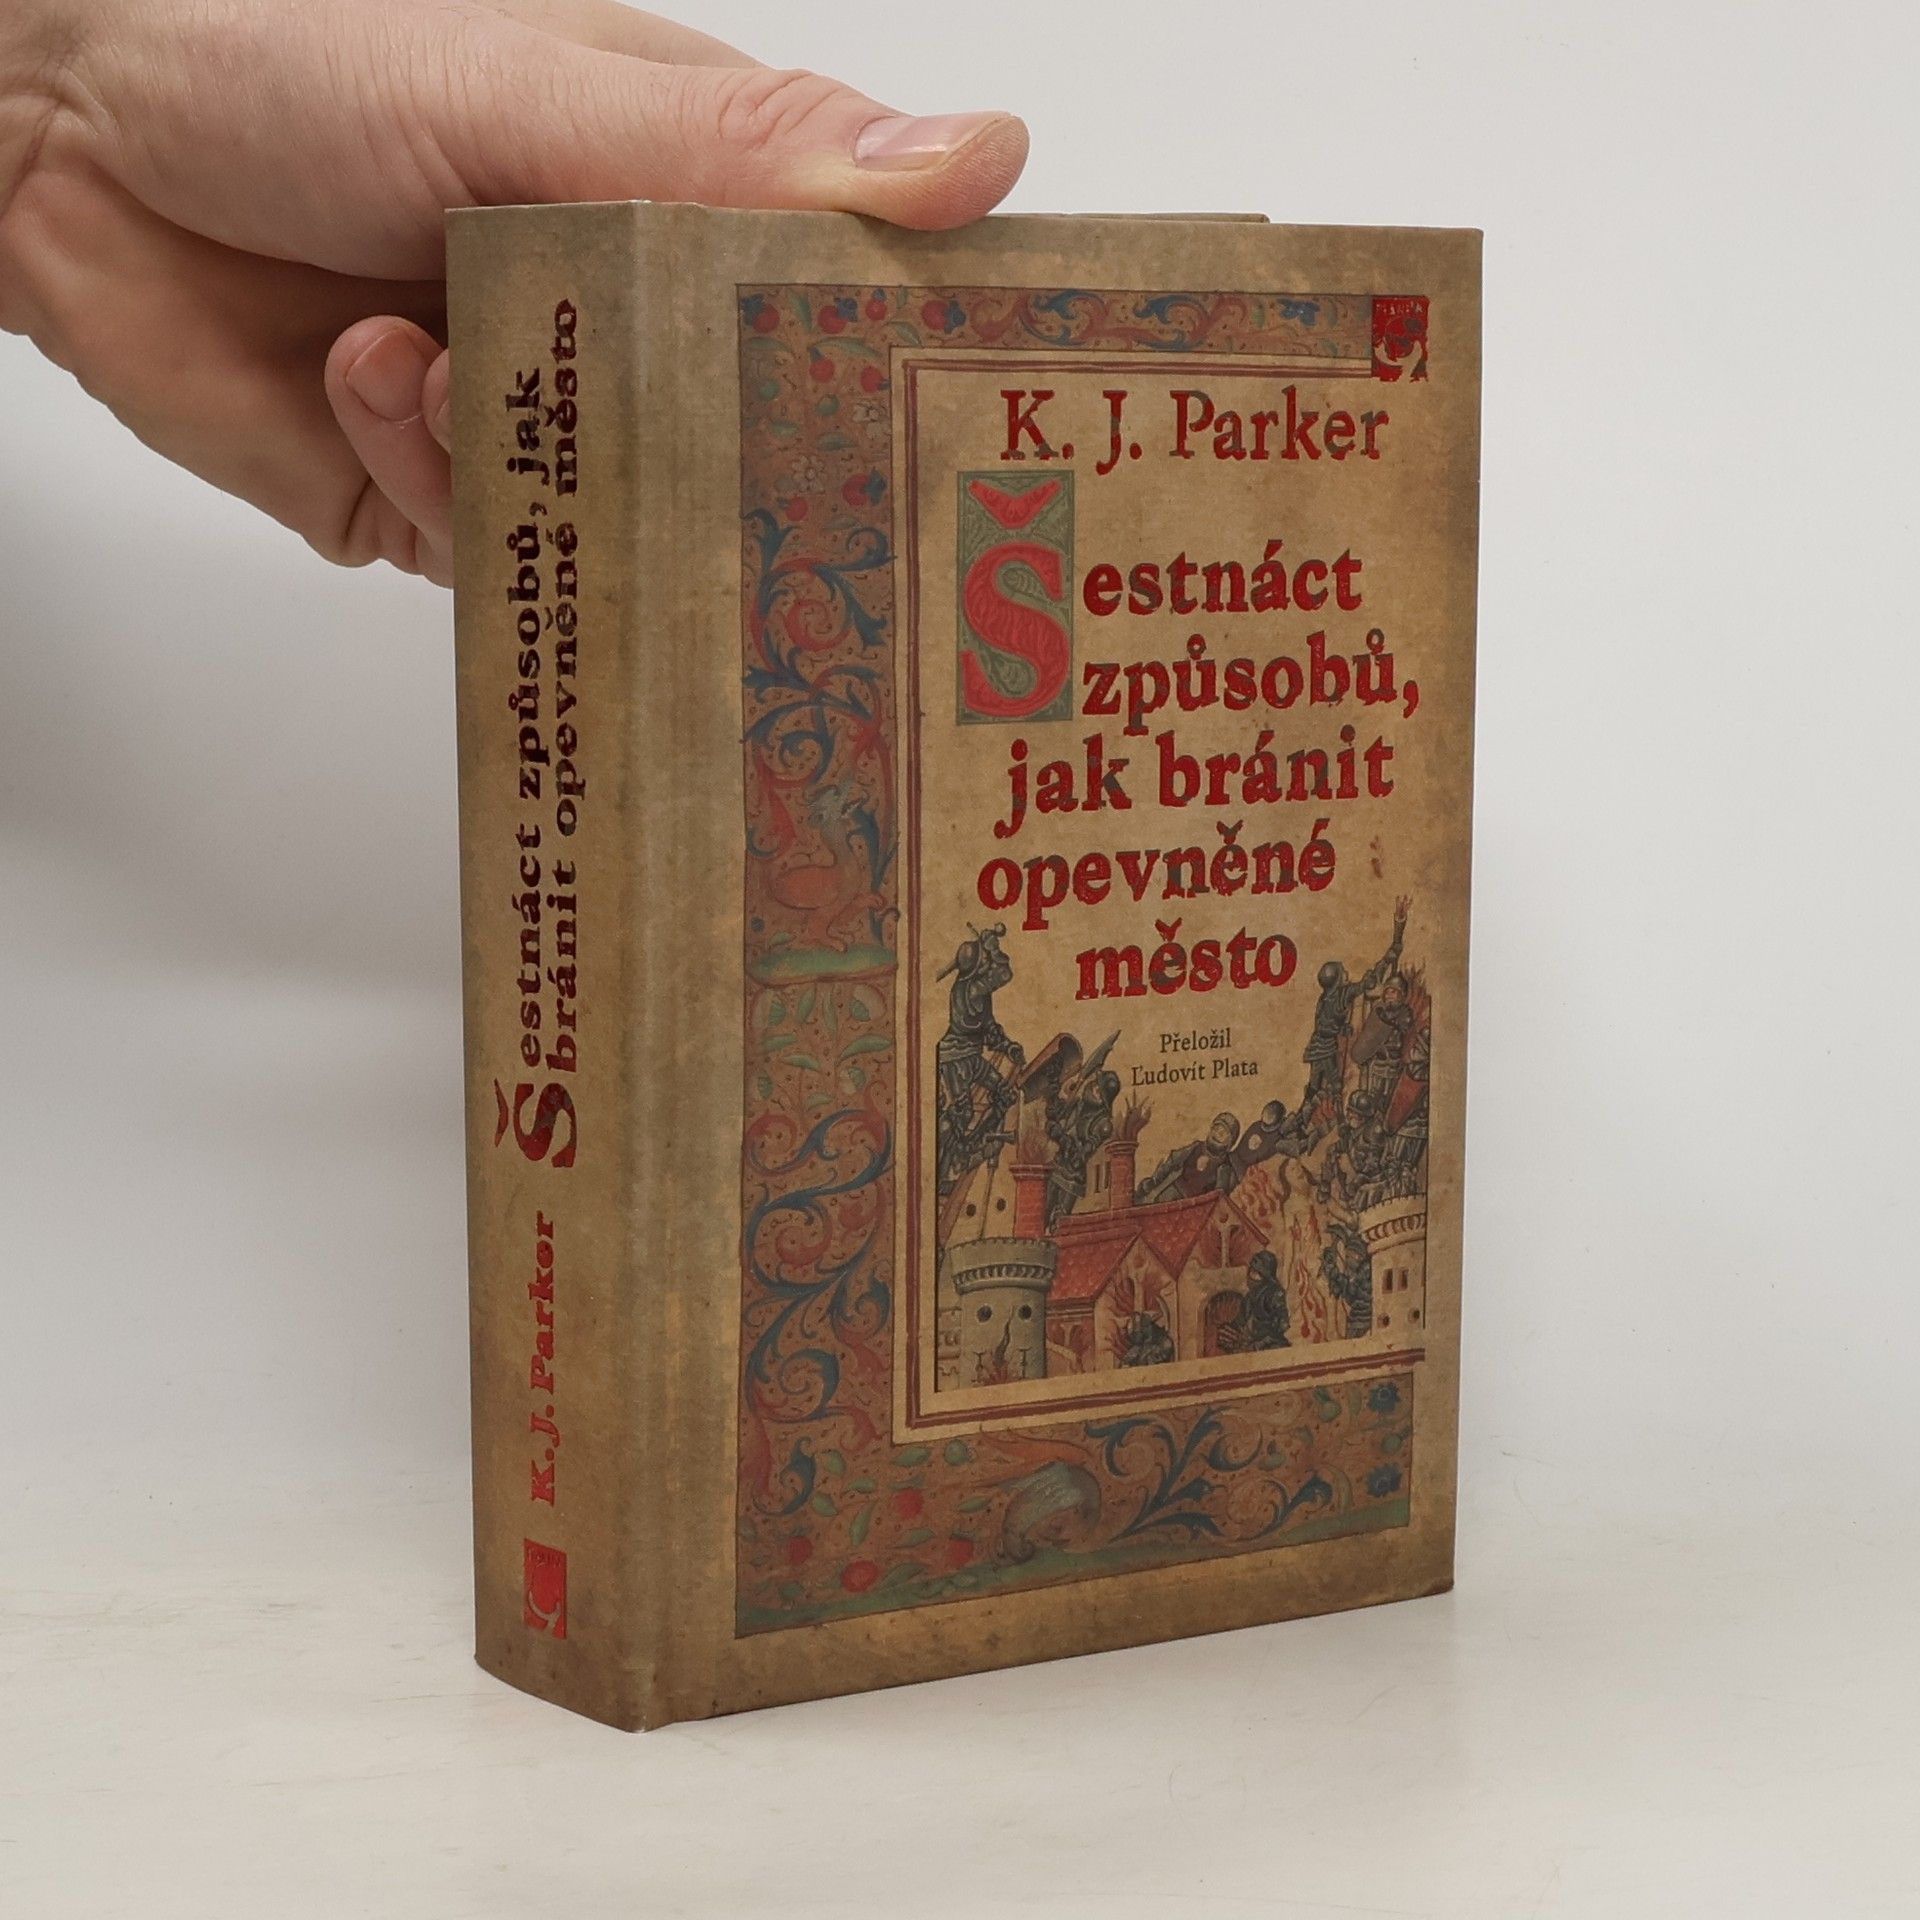 K. J. Parker
Šestnáct
způsobů,
jak bránit
opevněné
město
Přeložil
Ľudovít Plata
Šestnáct způsobů, jak
bránit opevněné město
K. J. Parker